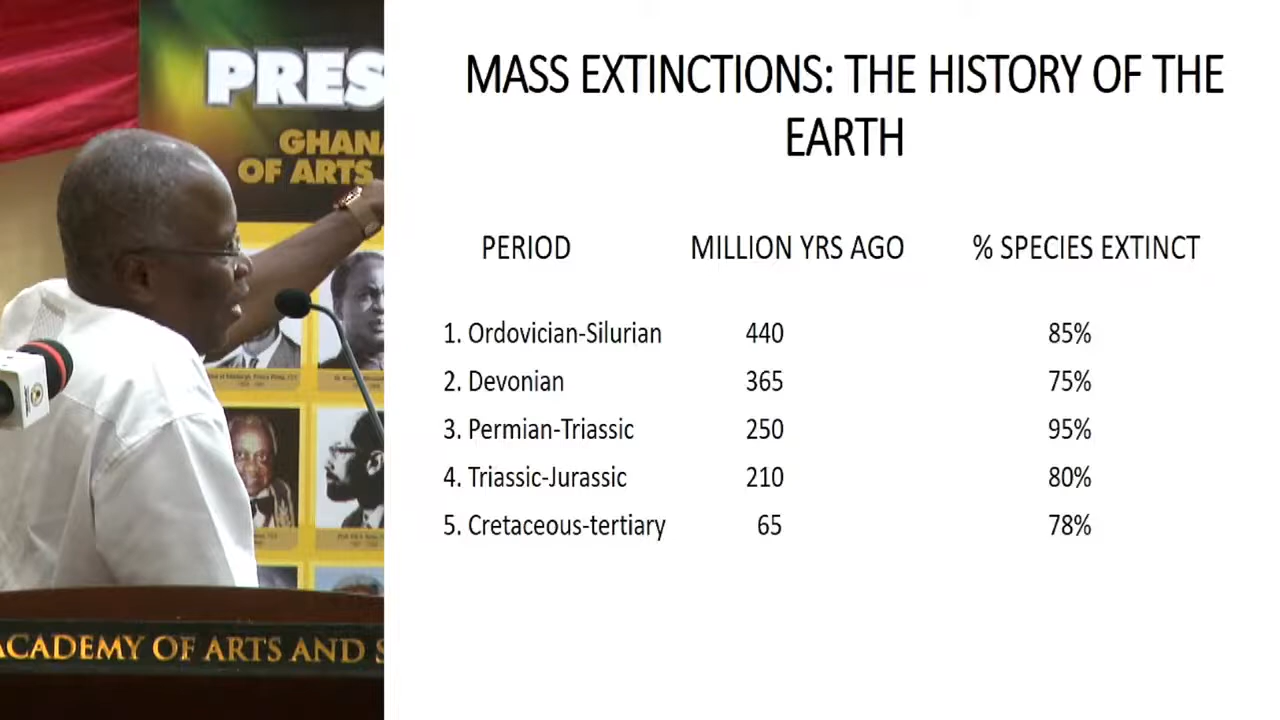 PRES
GHANA
OF ARTS
ACADEMY OF ARTS AND S
MASS EXTINCTIONS: THE HISTORY OF THE
EARTH
PERIOD MILLION YRS AGO % SPECIES EXTINCT
1. Ordovician-Silurian 440 85%
2. Devonian 365 75%
3. Permian-Triassic 250 95%
4. Triassic-Jurassic 210 80%
5. Cretaceous-tertiary 65 78%